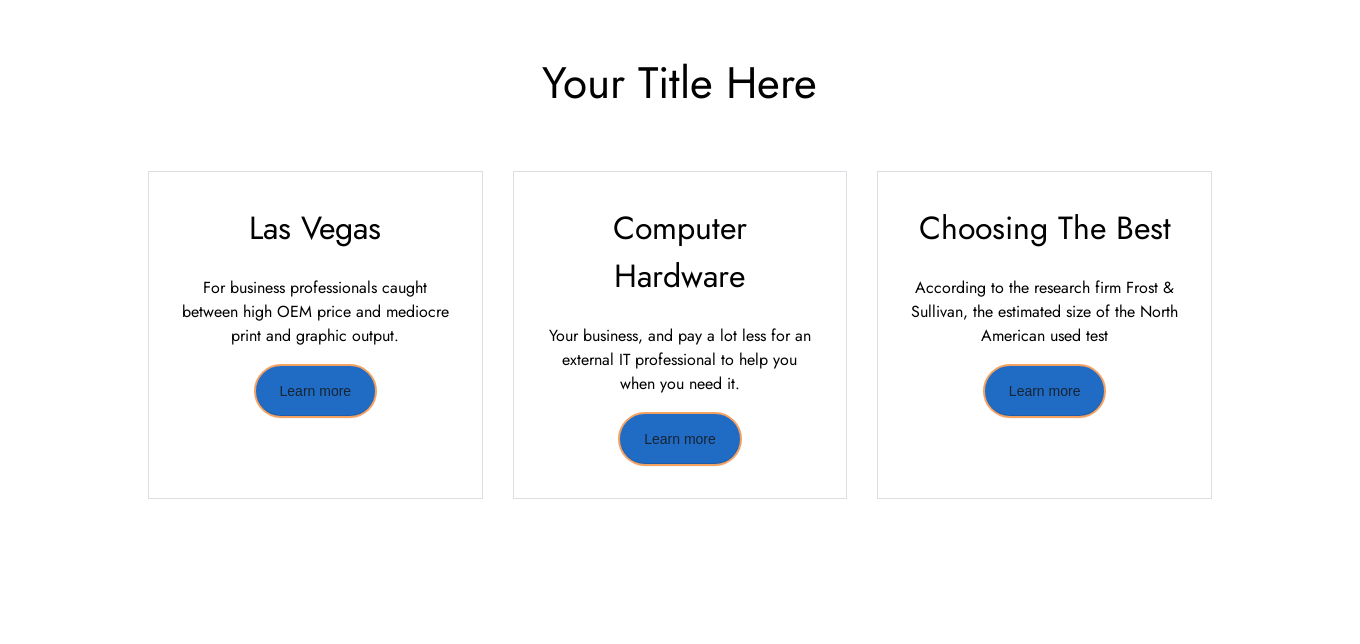 Your Title Here
Las Vegas
For business professionals caught
between high OEM price and mediocre
print and graphic output.
Learn more
Computer
Hardware
Your business, and pay a lot less for an
external IT professional to help you
when you need it.
Learn more
Choosing The Best
According to the research firm Frost &
Sullivan, the estimated size of the North
American used test
Learn more